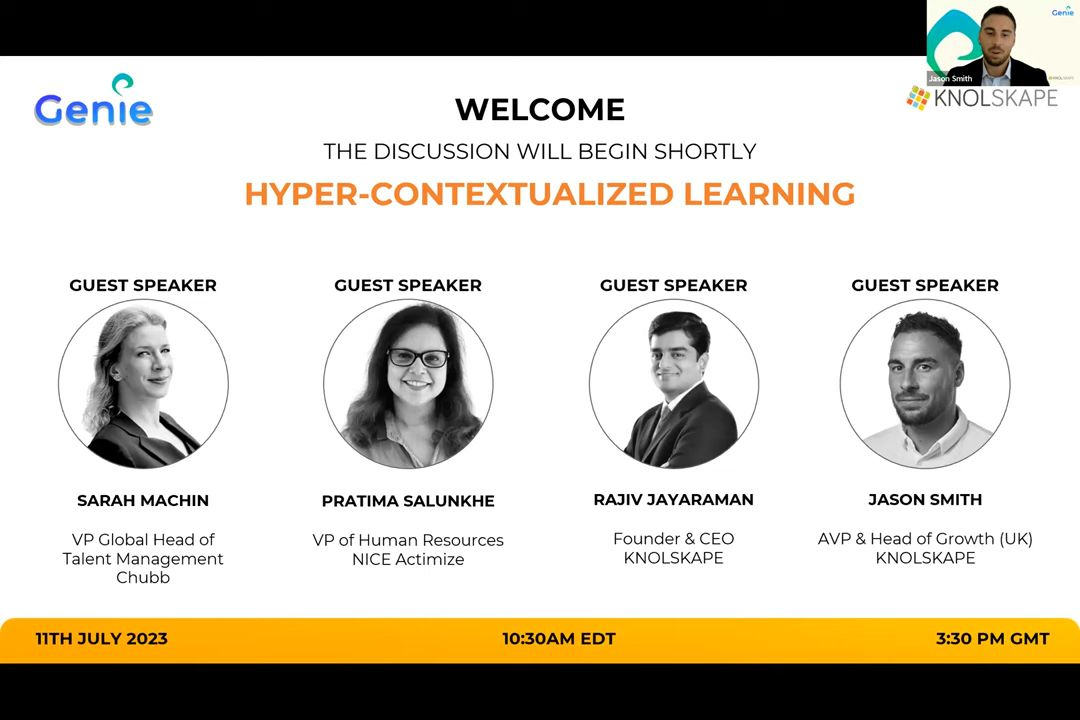 Genie
Jason Smith
KNOLSKAPE
Genie
KNOLSKAPE
WELCOME
THE DISCUSSION WILL BEGIN SHORTLY
HYPER-CONTEXTUALIZED LEARNING
GUEST SPEAKER
GUEST SPEAKER
GUEST SPEAKER
GUEST SPEAKER
SARAH MACHIN
PRATIMA SALUNKHE
RAJIV JAYARAMAN
JASON SMITH
VP Global Head of
Talent Management
Chubb
VP of Human Resources
NICE Actimize
Founder & CEO
KNOLSKAPE
AVP & Head of Growth (UK)
KNOLSKAPE
11TH JULY 2023
10:30AM EDT
3:30 PM GMT